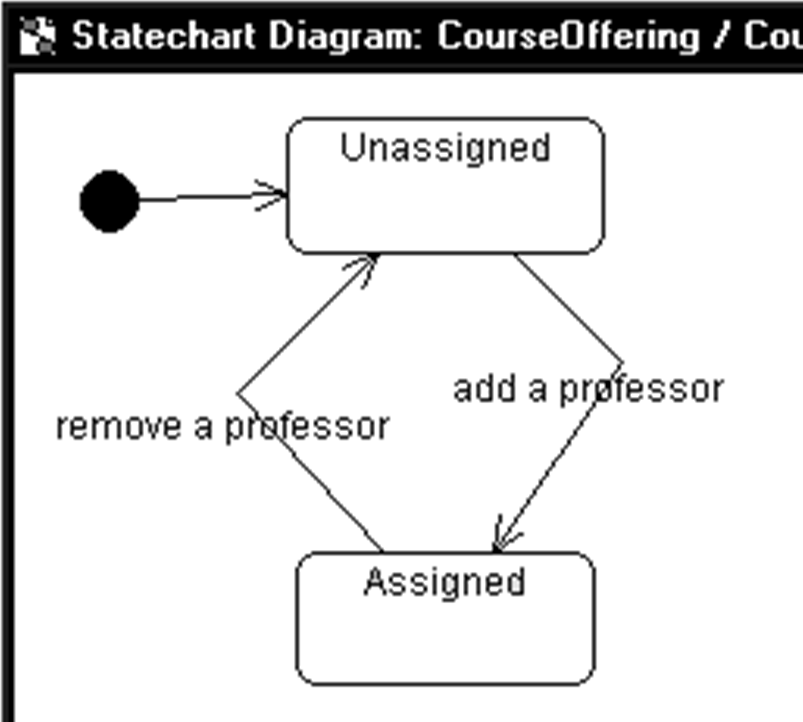 Statechart Diagram: CourseOffering / Cou
Unassigned
add a professor
remove a professor
Assigned